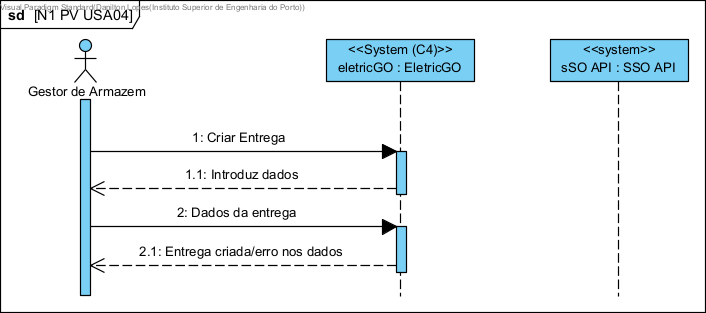 Visual Paradigm Standard(Danilton Lopes(Instituto Superior de Engenharia do Porto))
sd [N1 PV USA04]
<<System (C4)>>
eletricGO : EletricGO
<<system>>
sSO API : SSO API
Gestor de Armazem
1: Criar Entrega
1.1: Introduz dados
2: Dados da entrega
2.1: Entrega criada/erro nos dados